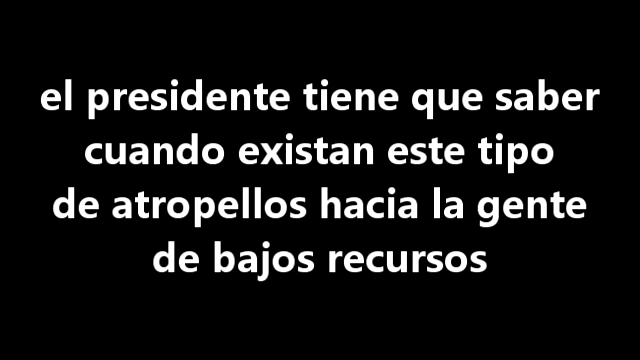 el presidente tiene que saber
cuando existan este tipo
de atropellos hacia la gente
de bajos recursos